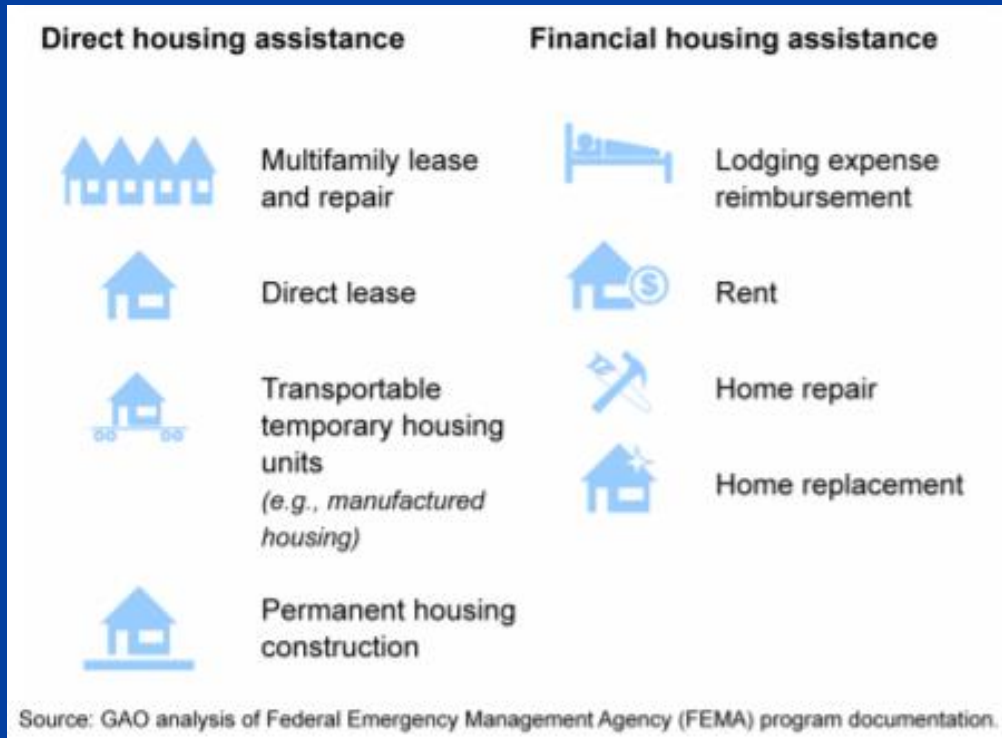 Direct housing assistance
Multifamily lease
and repair
Direct lease
Transportable
temporary housing
units
(e.g., manufactured
housing)
Permanent housing
construction
Financial housing assistance
Lodging expense
reimbursement
$
Rent
Home repair
Home replacement
Source: GAO analysis of Federal Emergency Management Agency (FEMA) program documentation.